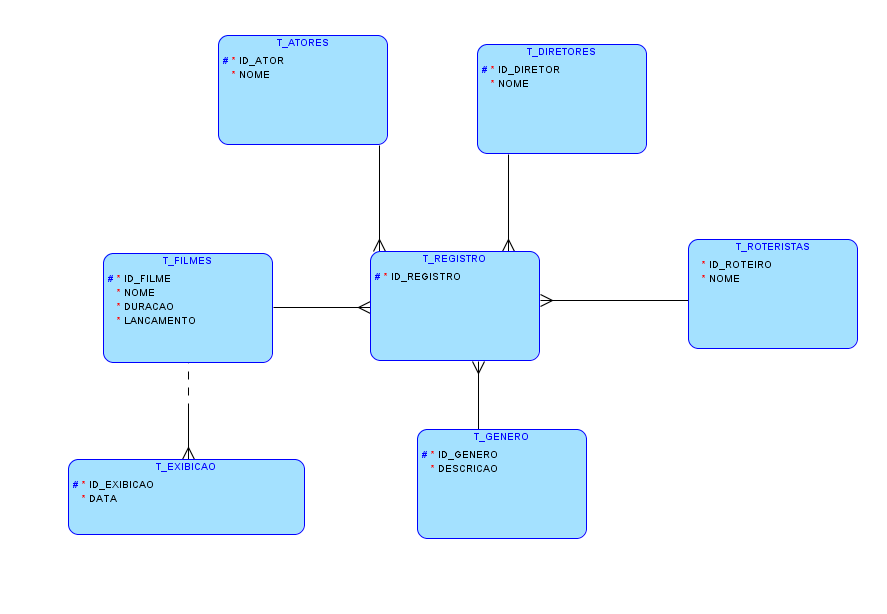 T_ATORES
# * ID_ATOR
* NOME
T_DIRETORES
# * ID_DIRETOR
* NOME
T_FILMES
# * ID_FILME
* NOME
* DURACAO
* LANCAMENTO
T_REGISTRO
# * ID_REGISTRO
T_ROTERISTAS
* ID_ROTEIRO
* NOME
T_EXIBICAO
# * ID_EXIBICAO
* DATA
T_GENERO
# * ID_GENERO
* DESCRICAO